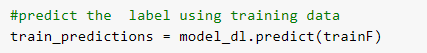 #predict the  label using training data
train_predictions = model_dl.predict(trainF)